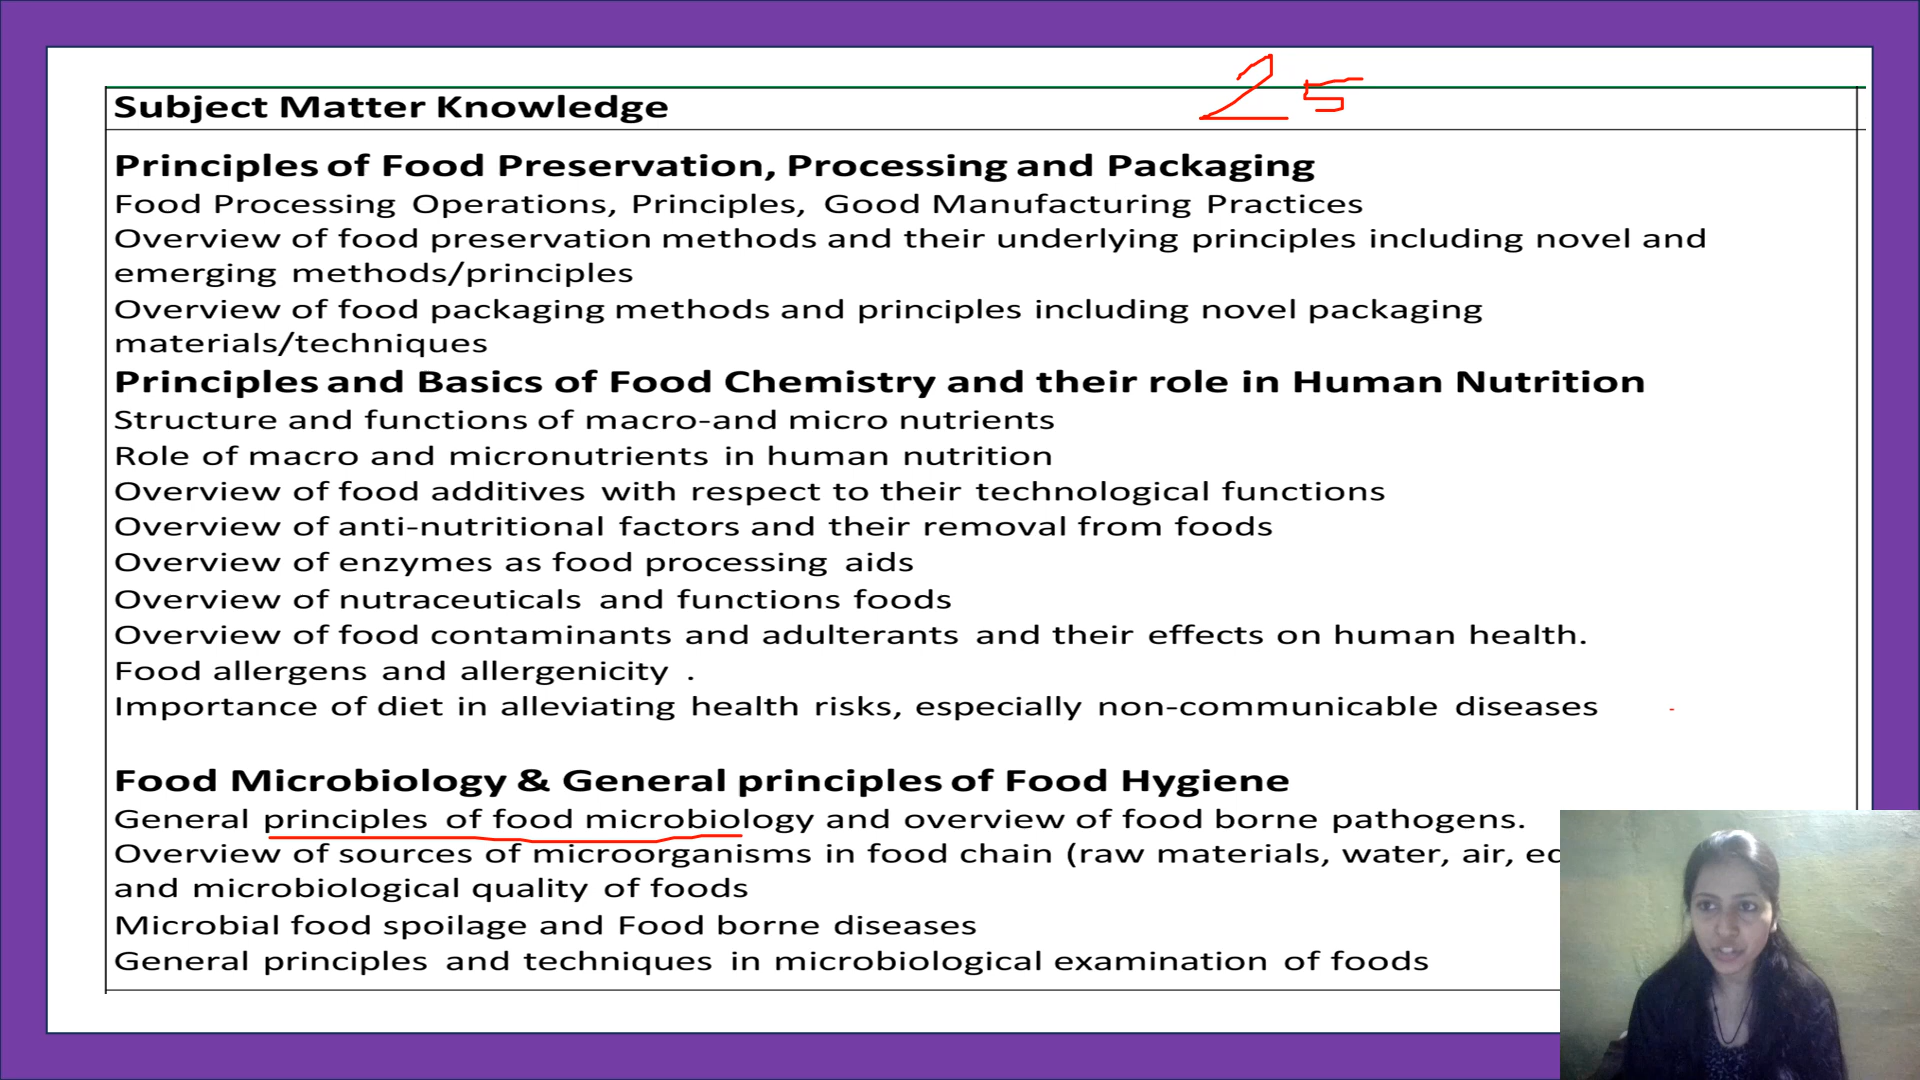 25
Subject Matter Knowledge
Principles of Food Preservation, Processing and Packaging
Food Processing Operations, Principles, Good Manufacturing Practices
Overview of food preservation methods and their underlying principles including novel and
emerging methods/principles
Overview of food packaging methods and principles including novel packaging
materials/techniques
Principles and Basics of Food Chemistry and their role in Human Nutrition
Structure and functions of macro-and micro nutrients
Role of macro and micronutrients in human nutrition
Overview of food additives with respect to their technological functions
Overview of anti-nutritional factors and their removal from foods
Overview of enzymes as food processing aids
Overview of nutraceuticals and functions foods
Overview of food contaminants and adulterants and their effects on human health.
Food allergens and allergenicity .
Importance of diet in alleviating health risks, especially non-communicable diseases
Food Microbiology & General principles of Food Hygiene
General principles of food microbiology and overview of food borne pathogens.
Overview of sources of microorganisms in food chain (raw materials, water, air,
and microbiological quality of foods
Microbial food spoilage and Food borne diseases
General principles and techniques in microbiological examination of foods